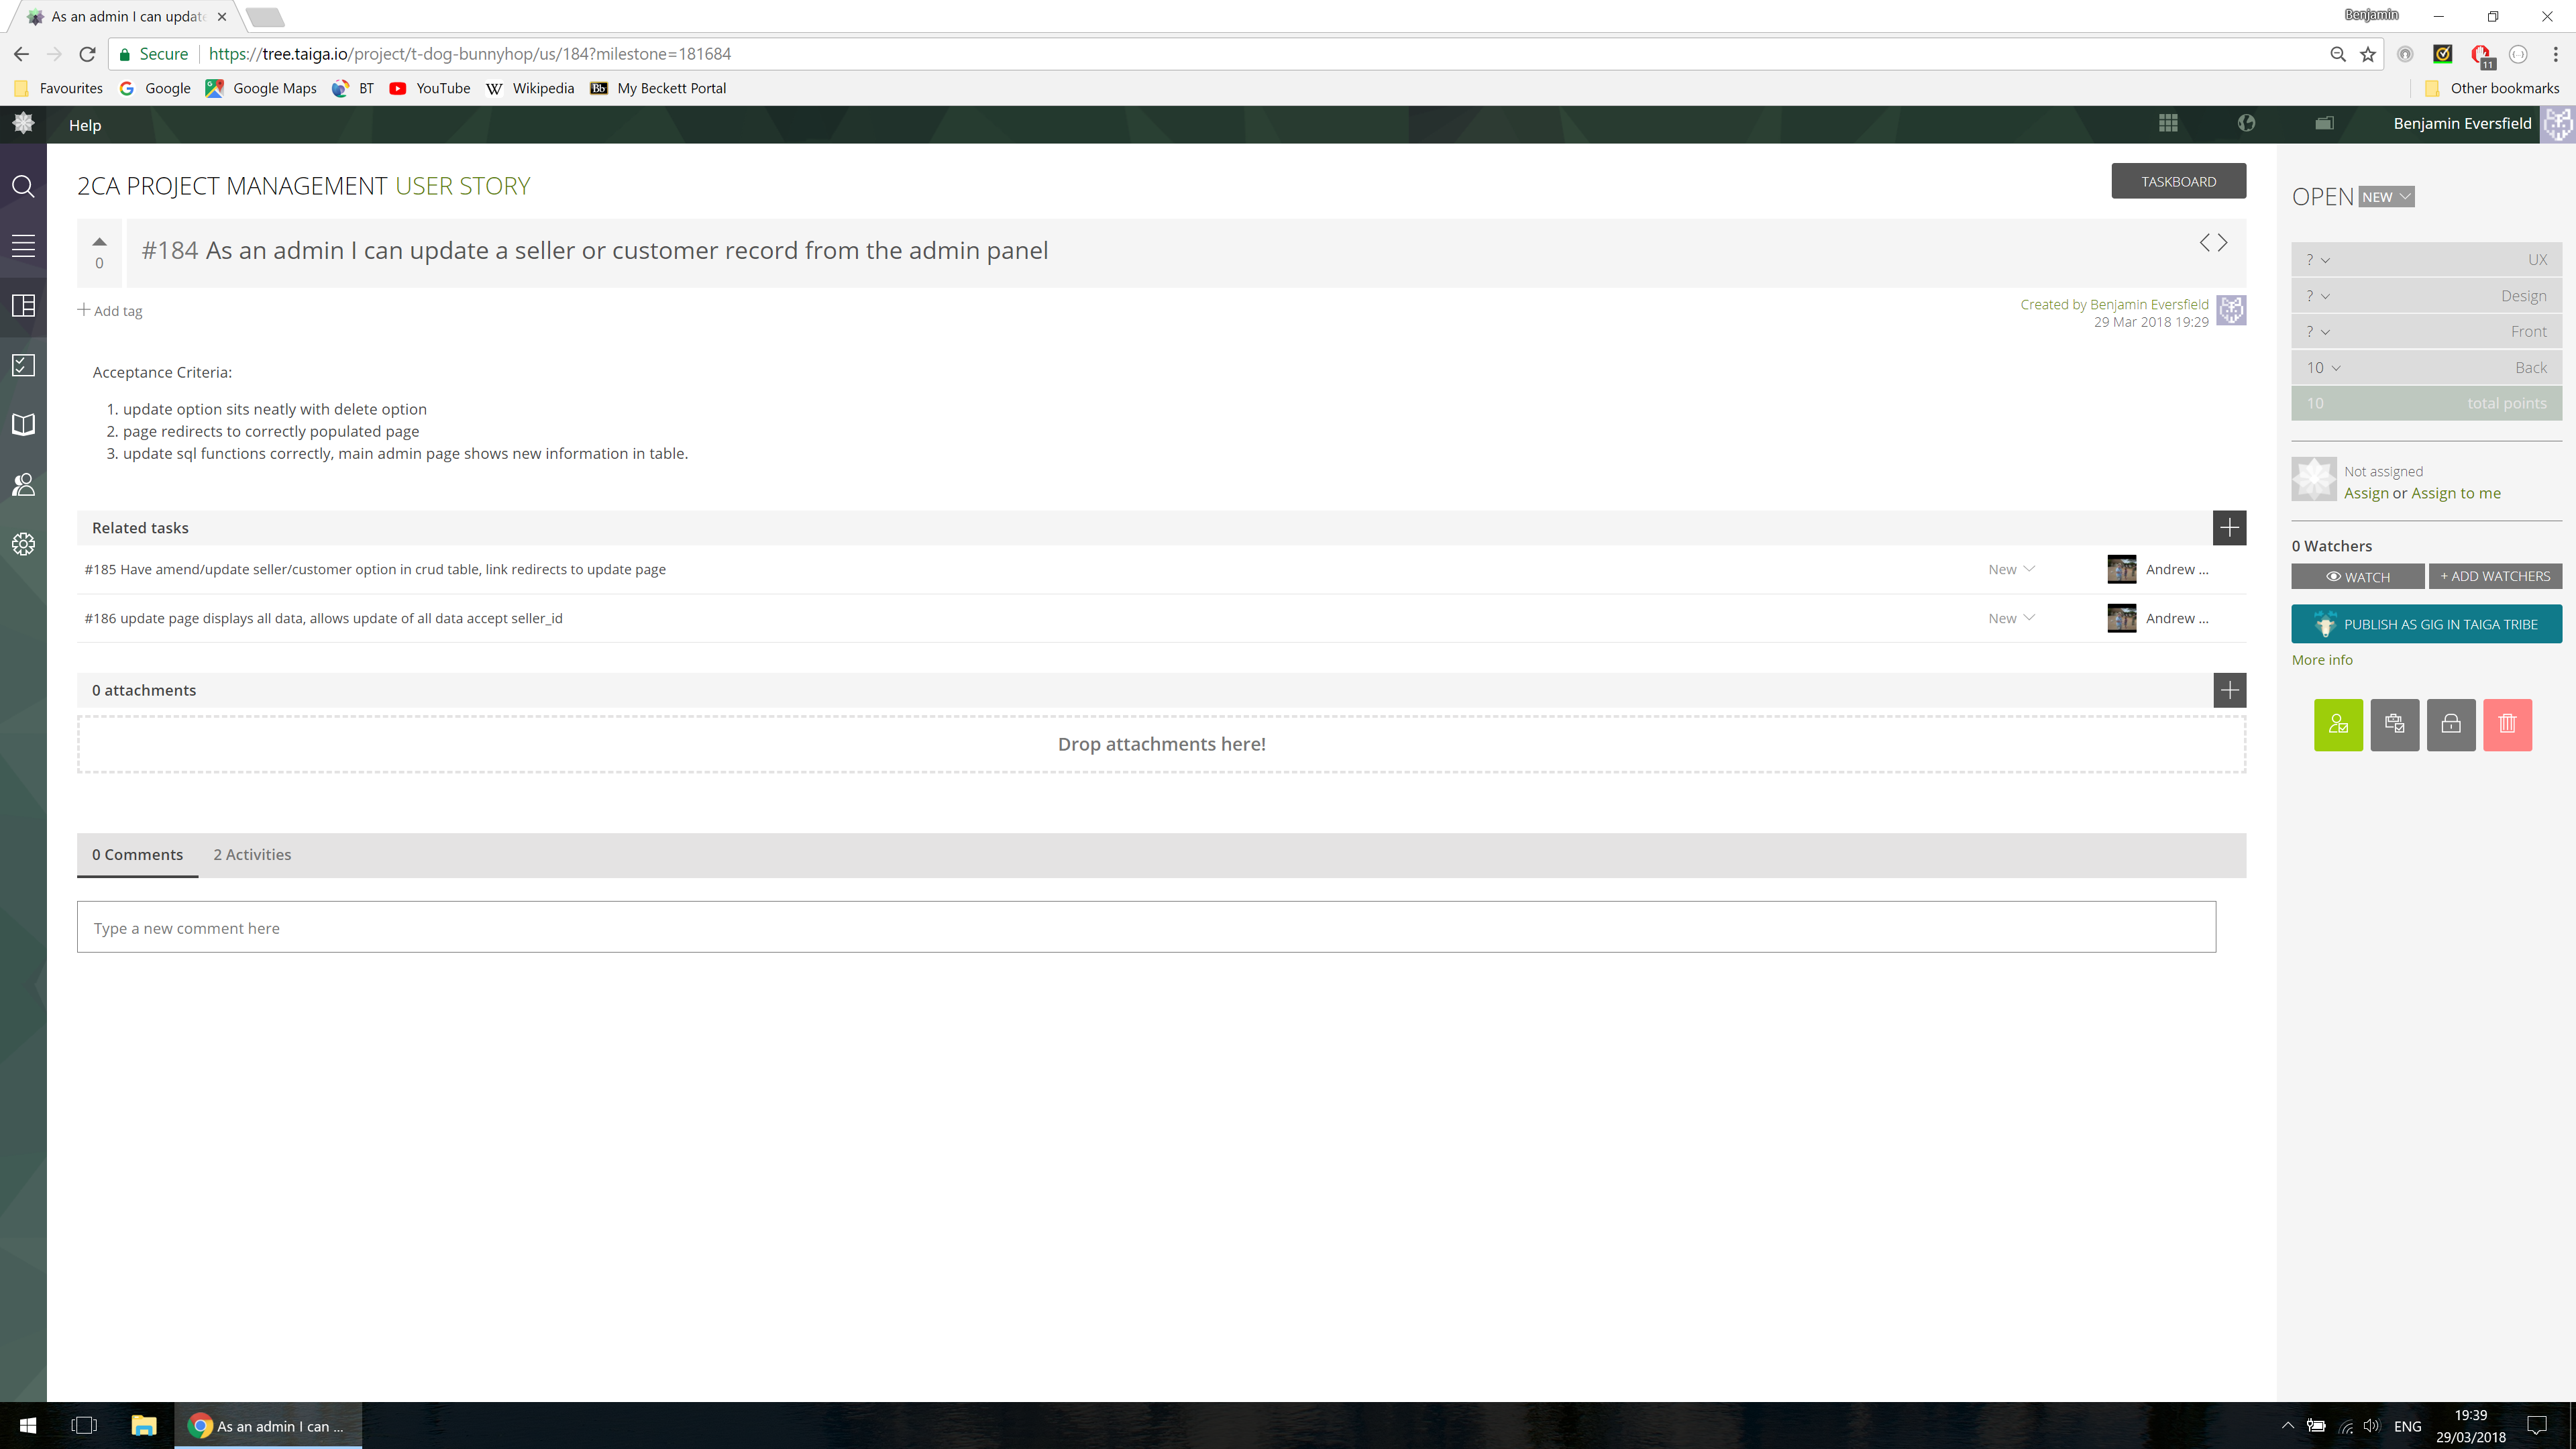 As an admin I can update
Benjamin
Secure https://tree.taiga.io/project/t-dog-bunnyhop/us/184?milestone=181684
11
Favourites Google Google Maps BT YouTube Wikipedia My Beckett Portal Other bookmarks
Help Benjamin Eversfield
2CA PROJECT MANAGEMENT USER STORY
TASKBOARD
OPEN NEW
0
#184 As an admin I can update a seller or customer record from the admin panel
Add tag
Created by Benjamin Eversfield
29 Mar 2018 19:29
? UX
? Design
? Front
10 Back
10 total points
Acceptance Criteria:
1. update option sits neatly with delete option
2. page redirects to correctly populated page
3. update sql functions correctly, main admin page shows new information in table.
Not assigned
Assign or Assign to me
Related tasks
#185 Have amend/update seller/customer option in crud table, link redirects to update page New Andrew ...
#186 update page displays all data, allows update of all data accept seller_id New Andrew ...
0 Watchers
WATCH + ADD WATCHERS
PUBLISH AS GIG IN TAIGA TRIBE
More info
0 attachments
Drop attachments here!
0 Comments 2 Activities
Type a new comment here
As an admin I can ...
ENG
19:39
29/03/2018